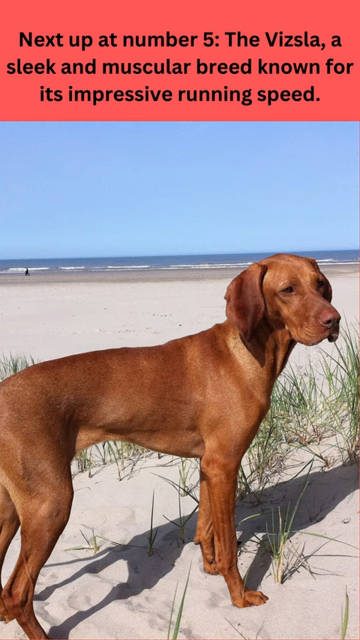 Next up at number 5: The Vizsla, a
sleek and muscular breed known for
its impressive running speed.